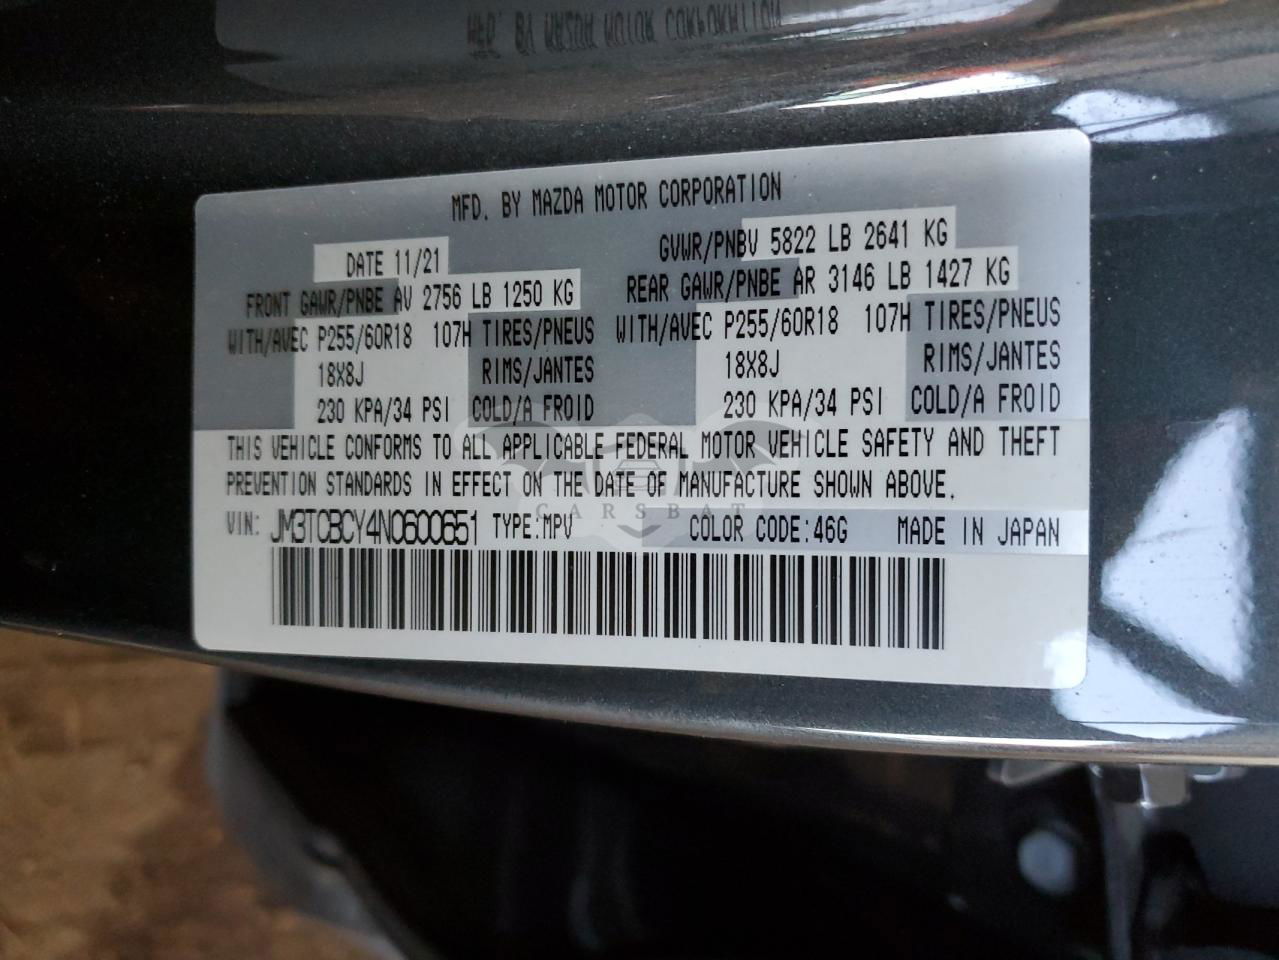 MFD. BY MAZDA MOTOR CORPORATION
DATE 11/21 GVWR/PNBV 5822 LB 2641 KG
FRONT GAWR/PNBE AV 2756 LB 1250 KG REAR GAWR/PNBE AR 3146 LB 1427 KG
WITH/AVEC P255/60R18 107H TIRES/PNEUS WITH/AVEC P255/60R18 107H TIRES/PNEUS
18X8J RIMS/JANTES 18X8J RIMS/JANTES
230 KPA/34 PSI COLD/A FROID 230 KPA/34 PSI COLD/A FROID
THIS VEHICLE CONFORMS TO ALL APPLICABLE FEDERAL MOTOR VEHICLE SAFETY AND THEFT
PREVENTION STANDARDS IN EFFECT ON THE DATE OF MANUFACTURE SHOWN ABOVE.
CARSBAT
VIN: JM3TCBCY4N0600651 TYPE:MPV COLOR CODE:46G MADE IN JAPAN